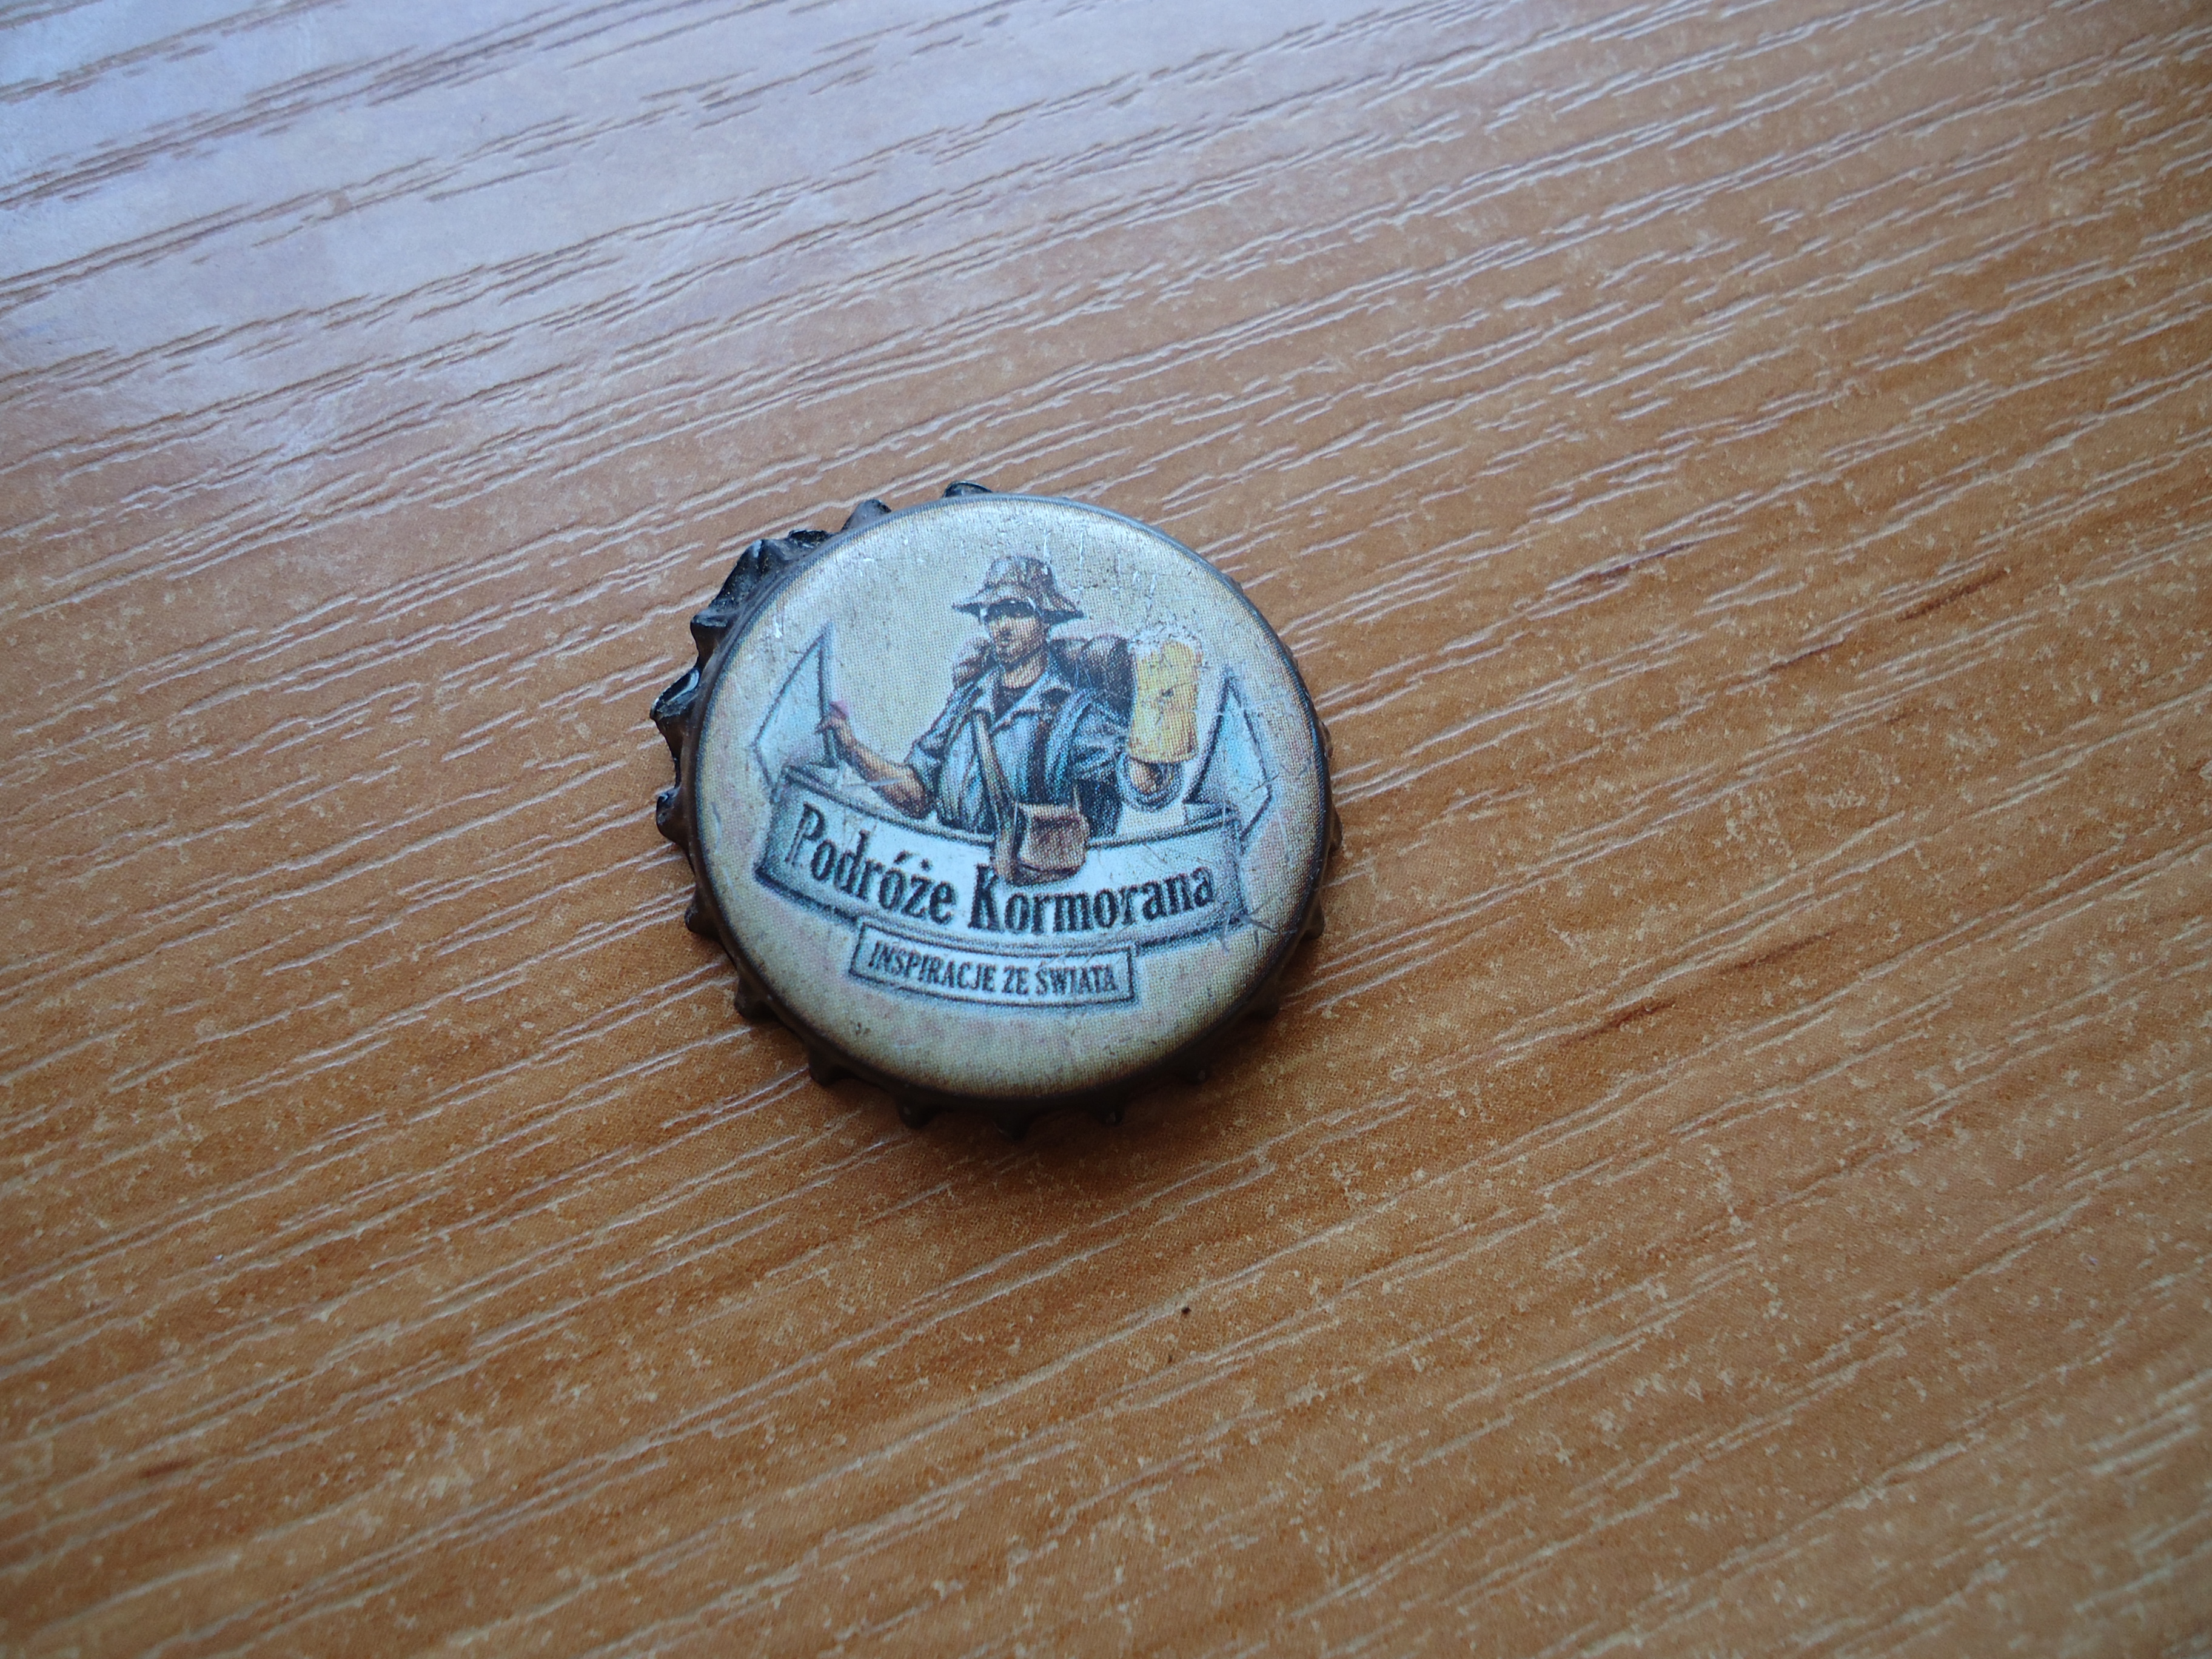 Podróże Kormorana
INSPIRACJE ZE ŚWIATA